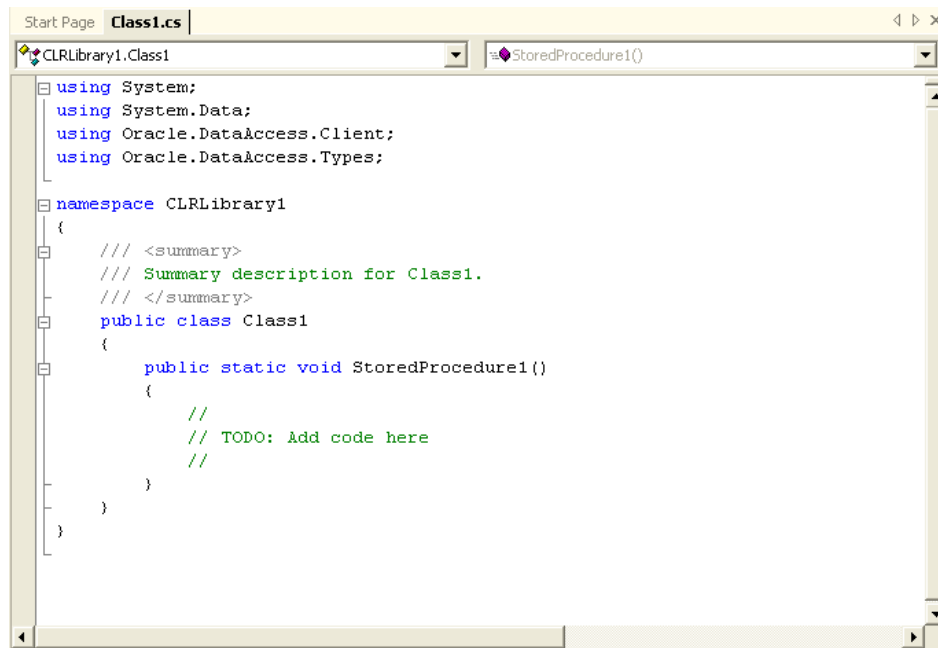 Start Page Class1.cs
CLRLibrary1.Class1 StoredProcedure1()
using System;
using System.Data;
using Oracle.DataAccess.Client;
using Oracle.DataAccess.Types;
namespace CLRLibrary1
{
/// <summary>
/// Summary description for Class1.
/// </summary>
public class Class1
{
public static void StoredProcedure1()
{
//
// TODO: Add code here
//
}
}
}